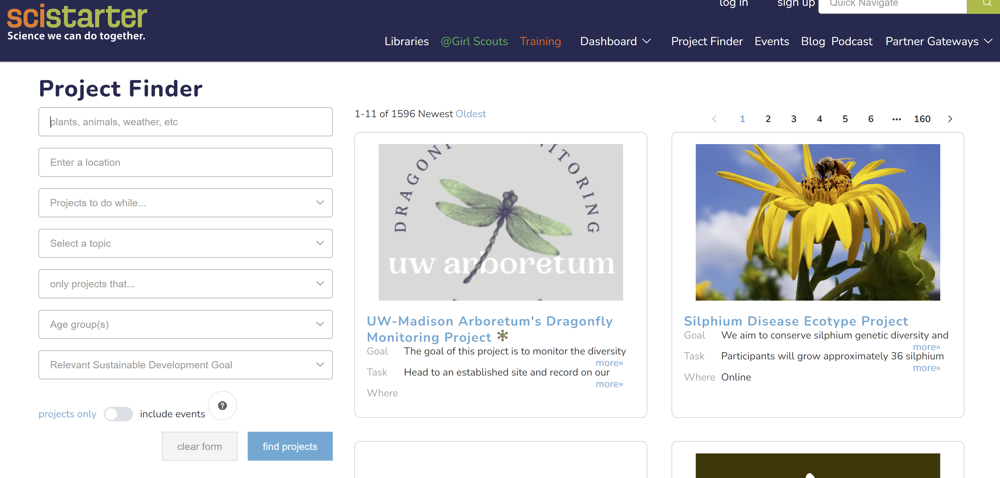 scistarter
Science we can do together.
log in sign up Quick Navigate
Libraries @Girl Scouts Training Dashboard Project Finder Events Blog Podcast Partner Gateways
Project Finder
plants, animals, weather, etc
Enter a location
Projects to do while...
Select a topic
only projects that...
Age group(s)
Relevant Sustainable Development Goal
projects only include events ?
clear form find projects
1-11 of 1596 Newest Oldest
< 1 2 3 4 5 6 ••• 160 >
uw arboretum
UW-Madison Arboretum's Dragonfly
Monitoring Project
Goal The goal of this project is to monitor the diversity
more»
Task Head to an established site and record on our
more»
Where
Silphium Disease Ecotype Project
Goal We aim to conserve silphium genetic diversity and
more»
Task Participants will grow approximately 36 silphium
more»
Where Online